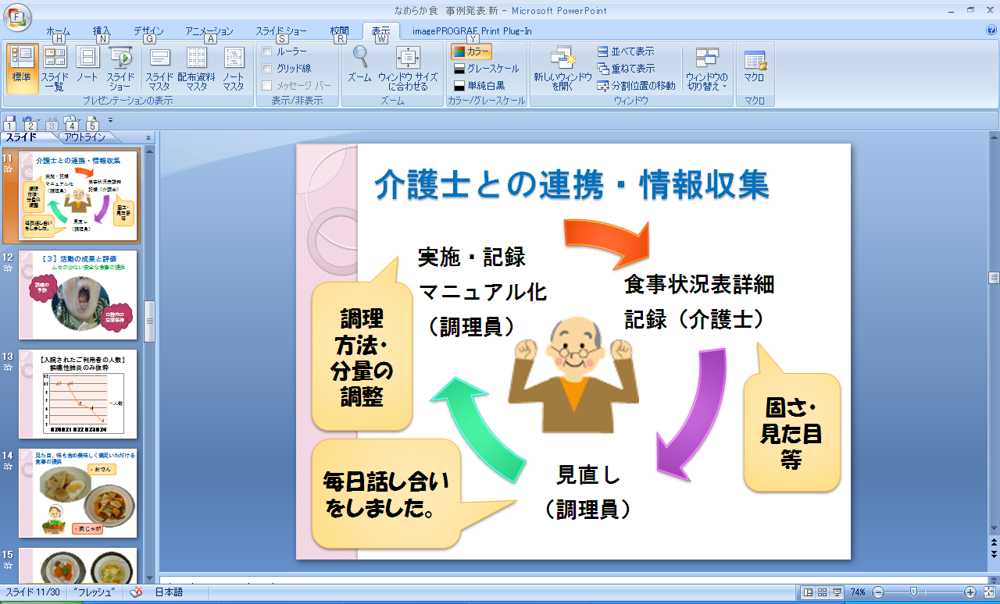 なめらか食　事例発表 新 - Microsoft PowerPoint
ホーム 挿入 デザイン アニメーション スライド ショー 校閲 表示 imagePROGRAF Print Plug-In
H N G A S R W Y
標準
スライド
一覧
ノート
スライド
ショー
スライド
マスタ
配布資料
マスタ
ノート
マスタ
プレゼンテーションの表示
ルーラー
グリッド線
メッセージ バー
表示/非表示
ズーム
ウィンドウ サイズ
に合わせる
ズーム
カラー
グレースケール
単純白黒
カラー/グレースケール
新しいウィンドウ
を開く
並べて表示
重ねて表示
分割位置の移動
ウィンドウの
切り替え
ウィンドウ
マクロ
マクロ
1 2 3 4 5
スライド アウトライン
11
介護士との連携・情報収集
実施・記録
マニュアル化
（調理員）
食事状況表詳細
記録（介護士）
調理
方法・
分量の
調整
固さ・
見た目
等
見直し
（調理員）
毎日話し合い
をしました。
12
【３】活動の成果と評価
ムセの少ない安全な食事の提供
誤嚥の
予防
口腔内の
清潔保持
13
【入院されたご利用者の人数】
誤嚥性肺炎のみ抜粋
人数
14
見た目、味も含め美味しく満足いただける
食事の提供
・おでん
・肉じゃが
15
介護士との連携・情報収集
実施・記録
マニュアル化
（調理員）
食事状況表詳細
記録（介護士）
調理
方法・
分量の
調整
固さ・
見た目
等
毎日話し合い
をしました。
見直し
（調理員）
スライド 11/30 "フレッシュ" 日本語 74%